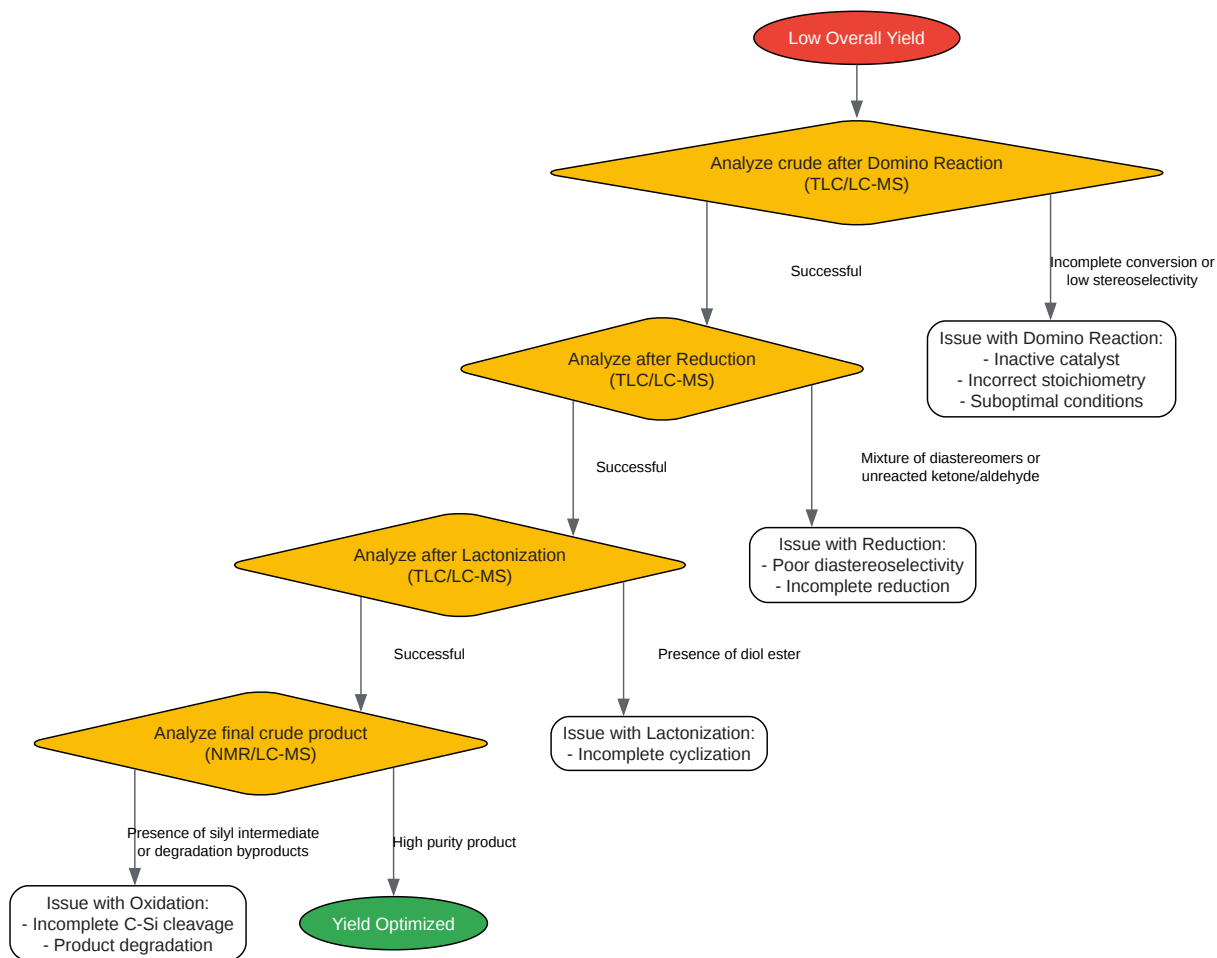 Low Overall Yield
Analyze crude after Domino Reaction
(TLC/LC-MS)
Successful
Incomplete conversion or
low stereoselectivity
Analyze after Reduction
(TLC/LC-MS)
Issue with Domino Reaction:
- Inactive catalyst
- Incorrect stoichiometry
- Suboptimal conditions
Successful
Mixture of diastereomers or
unreacted ketone/aldehyde
Analyze after Lactonization
(TLC/LC-MS)
Issue with Reduction:
- Poor diastereoselectivity
- Incomplete reduction
Successful
Presence of diol ester
Analyze final crude product
(NMR/LC-MS)
Issue with Lactonization:
- Incomplete cyclization
Presence of silyl intermediate
or degradation byproducts
High purity product
Issue with Oxidation:
- Incomplete C-Si cleavage
- Product degradation
Yield Optimized